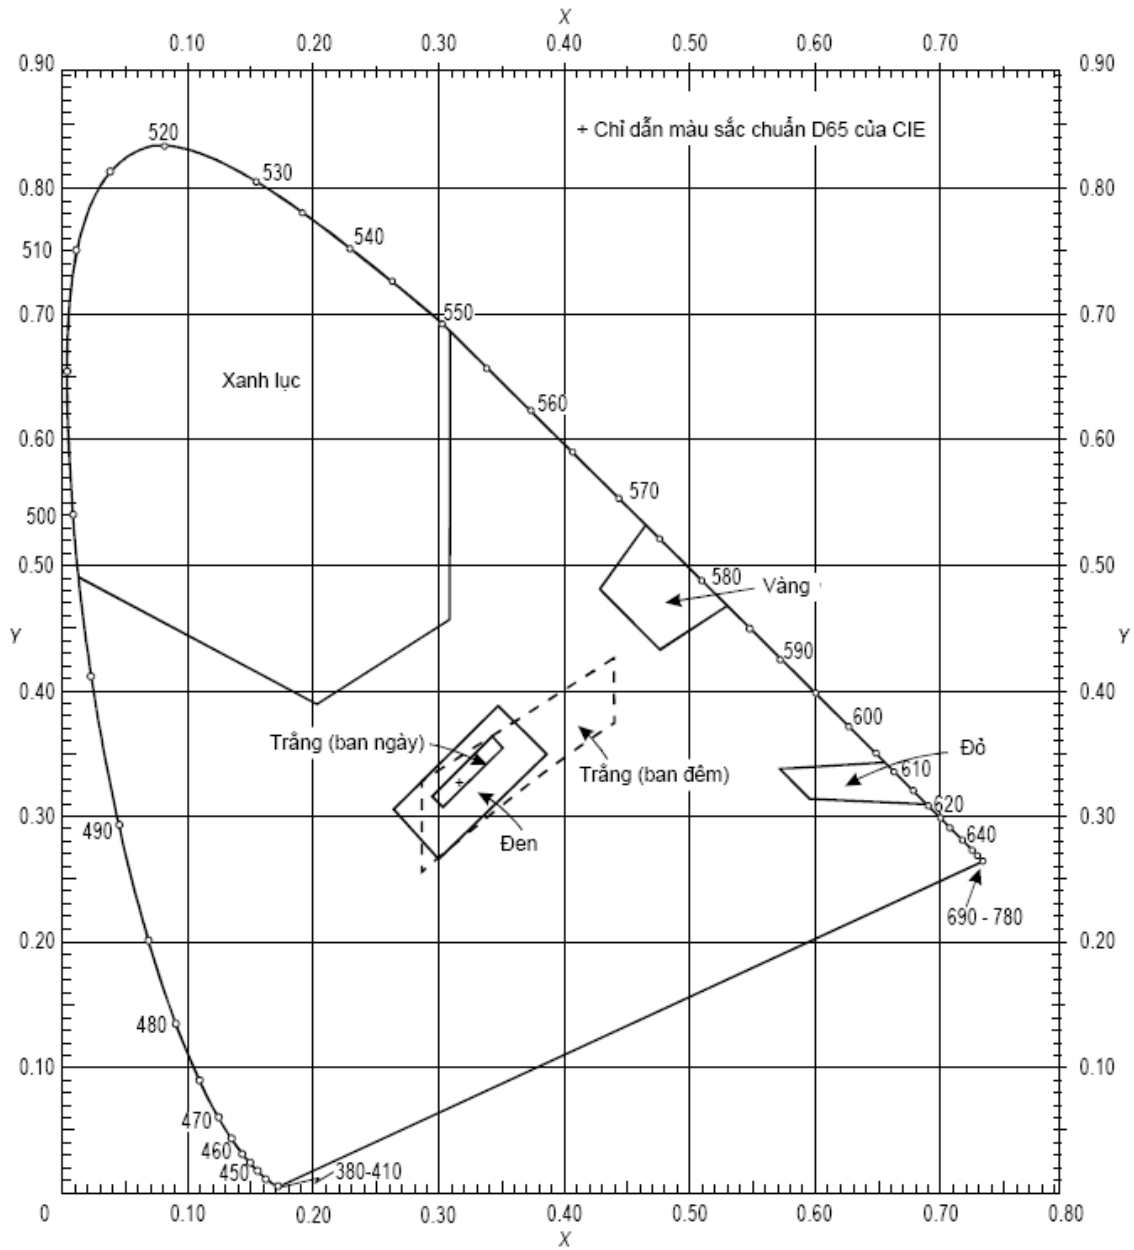 X
0.10 0.20 0.30 0.40 0.50 0.60 0.70
0.90 0.90
+ Chỉ dẫn màu sắc chuẩn D65 của CIE
520
530
0.80 0.80
540
510
0.70 550 0.70
Xanh lục
560
0.60 0.60
570
500
0.50 580 0.50
Vàng
Y Y
590
0.40 0.40
600
Trắng (ban ngày) Đỏ
Trắng (ban đêm) 610
0.30 620 0.30
490 Đen 640
690 - 780
0.20 0.20
480
0.10 0.10
470
460
450 380-410
0 0.10 0.20 0.30 0.40 0.50 0.60 0.70 0.80
X